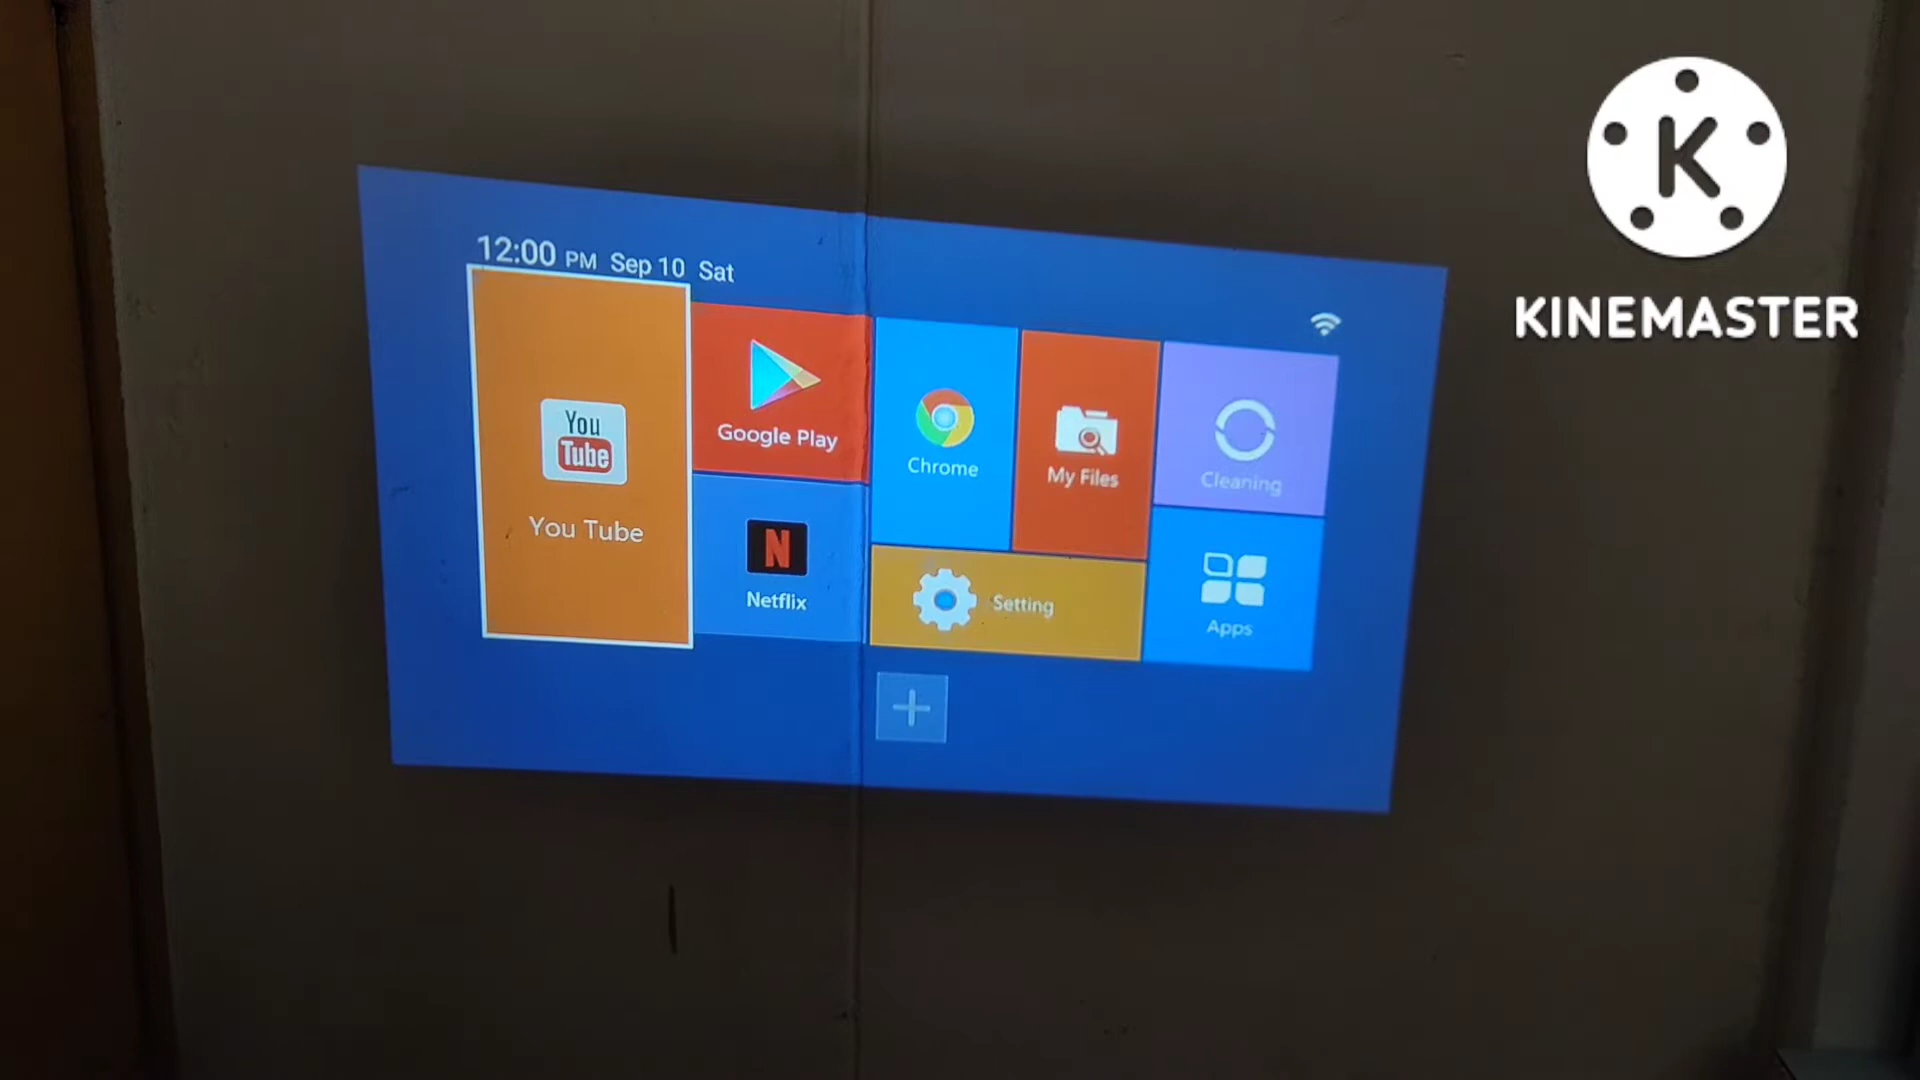 12:00 PM Sep 10 Sat
You
Tube
You Tube
Google Play
N
Netflix
Chrome
My Files
Cleaning
Setting
Apps
K
KINEMASTER